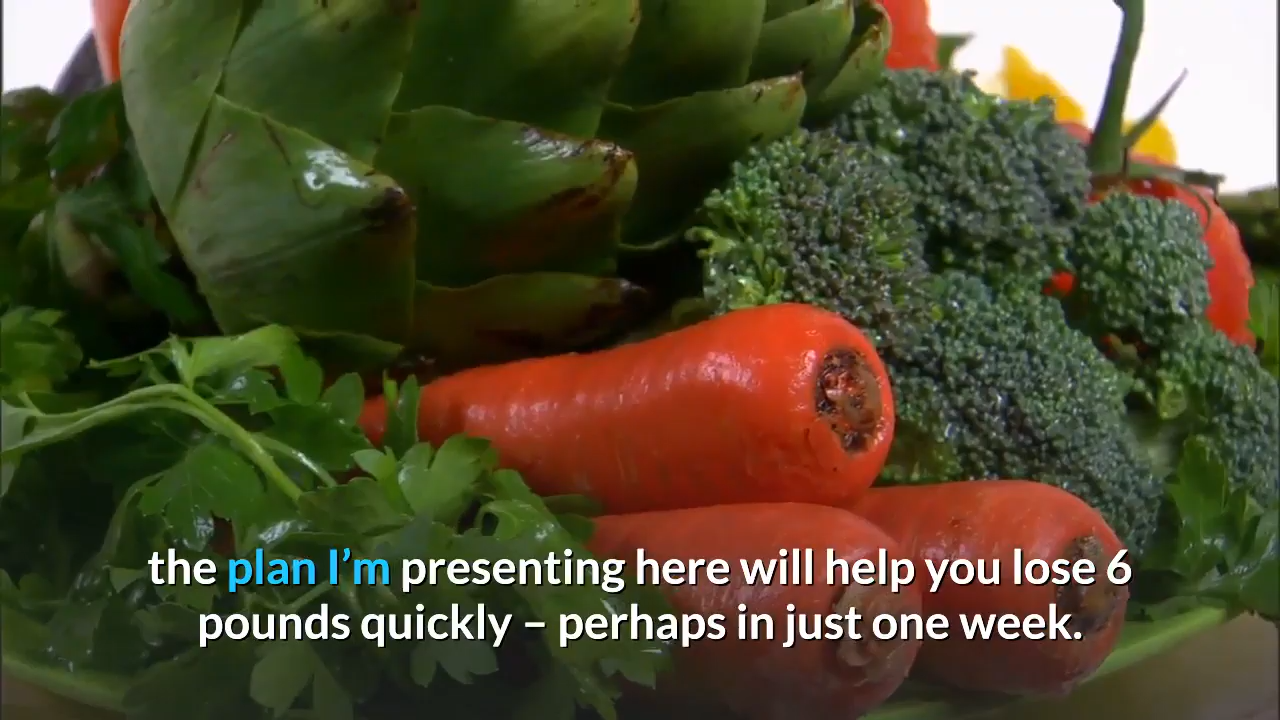 the plan I’m presenting here will help you lose 6
pounds quickly – perhaps in just one week.